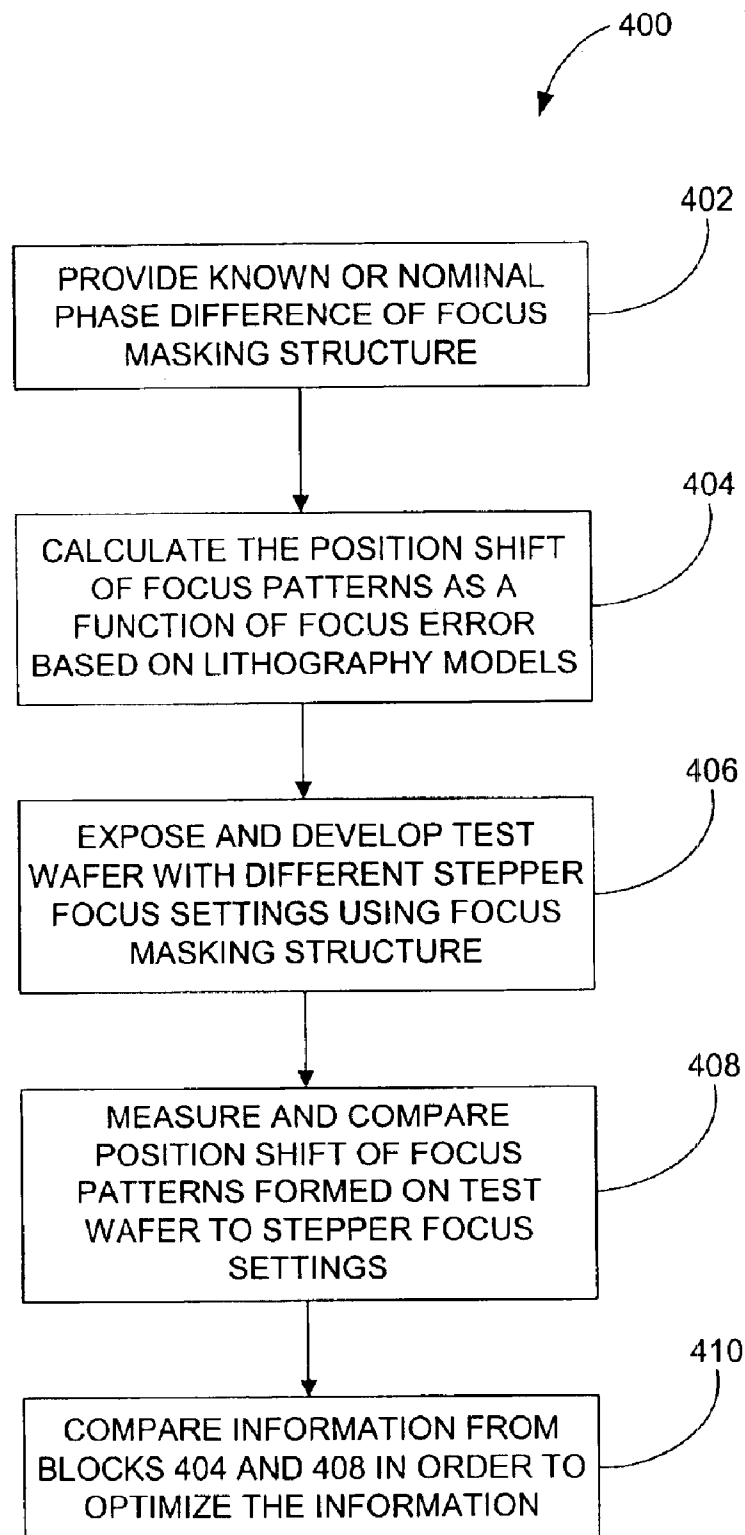 400
402
PROVIDE KNOWN OR NOMINAL
PHASE DIFFERENCE OF FOCUS
MASKING STRUCTURE
404
CALCULATE THE POSITION SHIFT
OF FOCUS PATTERNS AS A
FUNCTION OF FOCUS ERROR
BASED ON LITHOGRAPHY MODELS
406
EXPOSE AND DEVELOP TEST
WAFER WITH DIFFERENT STEPPER
FOCUS SETTINGS USING FOCUS
MASKING STRUCTURE
408
MEASURE AND COMPARE
POSITION SHIFT OF FOCUS
PATTERNS FORMED ON TEST
WAFER TO STEPPER FOCUS
SETTINGS
410
COMPARE INFORMATION FROM
BLOCKS 404 AND 408 IN ORDER TO
OPTIMIZE THE INFORMATION